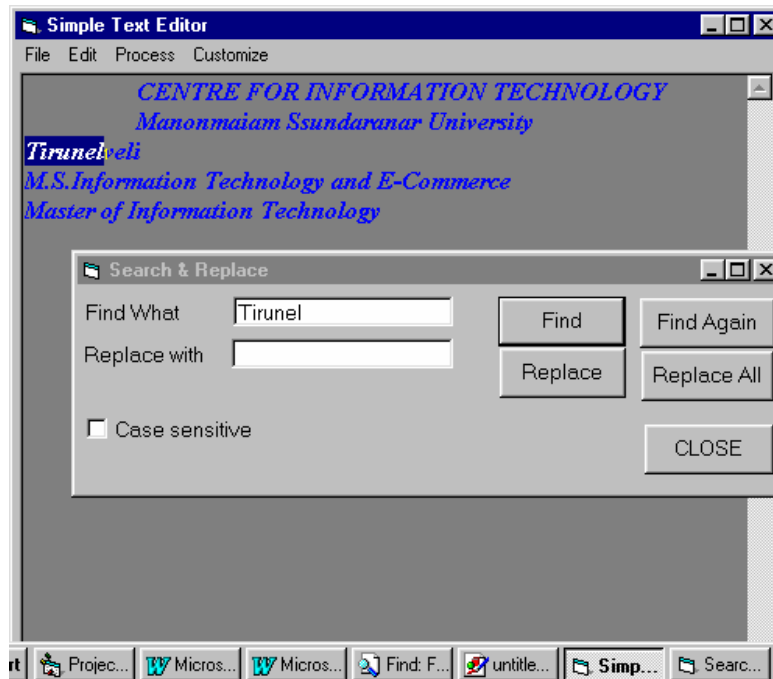 Simple Text Editor
File Edit Process Customize
CENTRE FOR INFORMATION TECHNOLOGY
Manonmaiam Ssundaranar University
Tirunelveli
M.S.Information Technology and E-Commerce
Master of Information Technology
Search & Replace
Find What Tirunel Find Find Again
Replace with Replace Replace All
Case sensitive
CLOSE
rt Projec... Micros... Micros... Find: F... untitle... Simp... Searc...